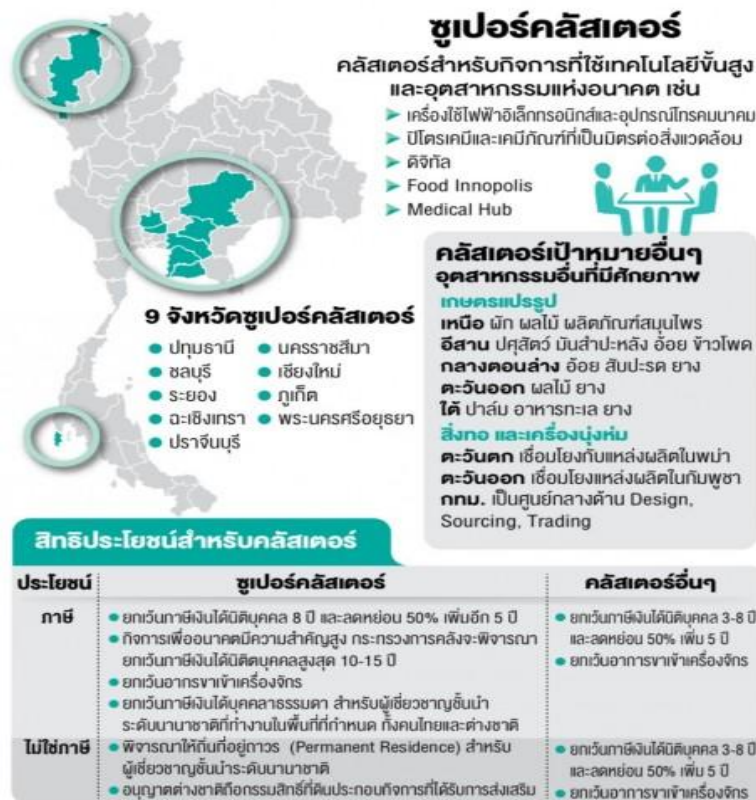 ซูเปอร์คลัสเตอร์
คลัสเตอร์สำหรับกิจการที่ใช้เทคโนโลยีขั้นสูง
และอุตสาหกรรมแห่งอนาคต เช่น
เครื่องใช้ไฟฟ้าอิเล็กทรอนิกส์และอุปกรณ์โทรคมนาคม
ปิโตรเคมีและเคมีภัณฑ์ที่เป็นมิตรต่อสิ่งแวดล้อม
ดิจิทัล
Food Innopolis
Medical Hub
9 จังหวัดซูเปอร์คลัสเตอร์
ปทุมธานี
ชลบุรี
ระยอง
ฉะเชิงเทรา
ปราจีนบุรี
นครราชสีมา
เชียงใหม่
ภูเก็ต
พระนครศรีอยุธยา
คลัสเตอร์เป้าหมายอื่นๆ
อุตสาหกรรมอื่นที่มีศักยภาพ
เกษตรแปรรูป
เหนือ ผัก ผลไม้ ผลิตภัณฑ์สมุนไพร
อีสาน ปศุสัตว์ มันสำปะหลัง อ้อย ข้าวโพด
กลางตอนล่าง อ้อย สับปะรด ยาง
ตะวันออก ผลไม้ ยาง
ใต้ ปาล์ม อาหารทะเล ยาง
สิ่งทอ และเครื่องนุ่งห่ม
ตะวันตก เชื่อมโยงกับแหล่งผลิตในพม่า
ตะวันออก เชื่อมโยงแหล่งผลิตในกัมพูชา
กทม. เป็นศูนย์กลางด้าน Design,
Sourcing, Trading
สิทธิประโยชน์สำหรับคลัสเตอร์
ประโยชน์ ซูเปอร์คลัสเตอร์ คลัสเตอร์อื่นๆ
ภาษี
ยกเว้นภาษีเงินได้นิติบุคคล 8 ปี และลดหย่อน 50% เพิ่มอีก 5 ปี
กิจการเพื่ออนาคตมีความสำคัญสูง กระทรวงการคลังจะพิจารณา
ยกเว้นภาษีเงินได้นิติบุคคลสูงสุด 10-15 ปี
ยกเว้นอากรขาเข้าเครื่องจักร
ยกเว้นภาษีเงินได้บุคคลาธรรมดา สำหรับผู้เชี่ยวชาญชั้นนำ
ระดับนานาชาติที่ทำงานในพื้นที่ที่กำหนด ทั้งคนไทยและต่างชาติ
ยกเว้นภาษีเงินได้นิติบุคคล 3-8 ปี
และลดหย่อน 50% เพิ่ม 5 ปี
ยกเว้นอาการขาเข้าเครื่องจักร
ไม่ใช่ภาษี
พิจารณาให้ถิ่นที่อยู่ถาวร (Permanent Residence) สำหรับ
ผู้เชี่ยวชาญชั้นนำระดับนานาชาติ
อนุญาตต่างชาติถือกรรมสิทธิ์ที่ดินประกอบกิจการที่ได้รับการส่งเสริม
ยกเว้นภาษีเงินได้นิติบุคคล 3-8 ปี
และลดหย่อน 50% เพิ่ม 5 ปี
ยกเว้นอาการขาเข้าเครื่องจักร